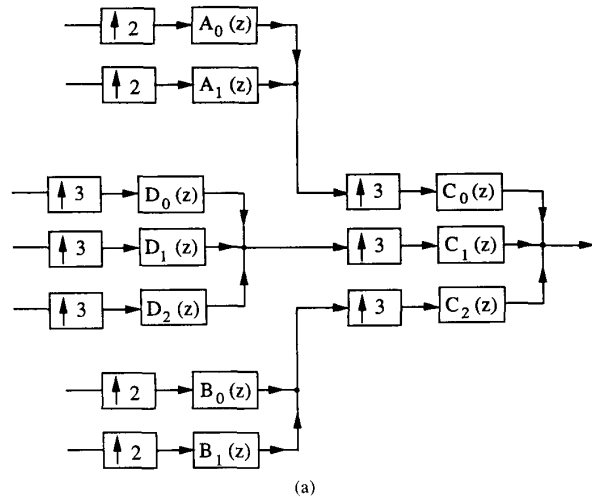 ↑ 2 A₀(z)
↑ 2 A₁(z)
↑ 3 D₀(z) ↑ 3 C₀(z)
↑ 3 D₁(z) ↑ 3 C₁(z)
↑ 3 D₂(z) ↑ 3 C₂(z)
↑ 2 B₀(z)
↑ 2 B₁(z)
(a)